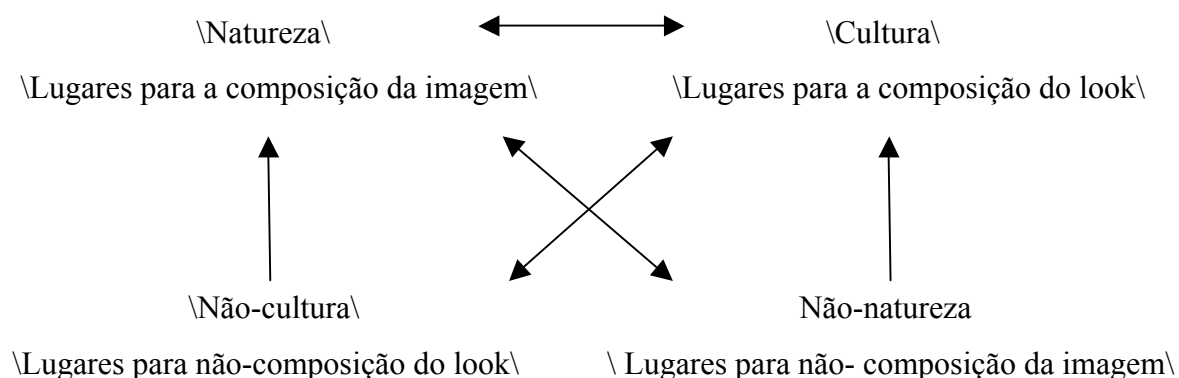 \Natureza\ \Cultura\
\Lugares para a composição da imagem\ \Lugares para a composição do look\
\Não-cultura\ Não-natureza
\Lugares para não-composição do look\ \ Lugares para não- composição da imagem\